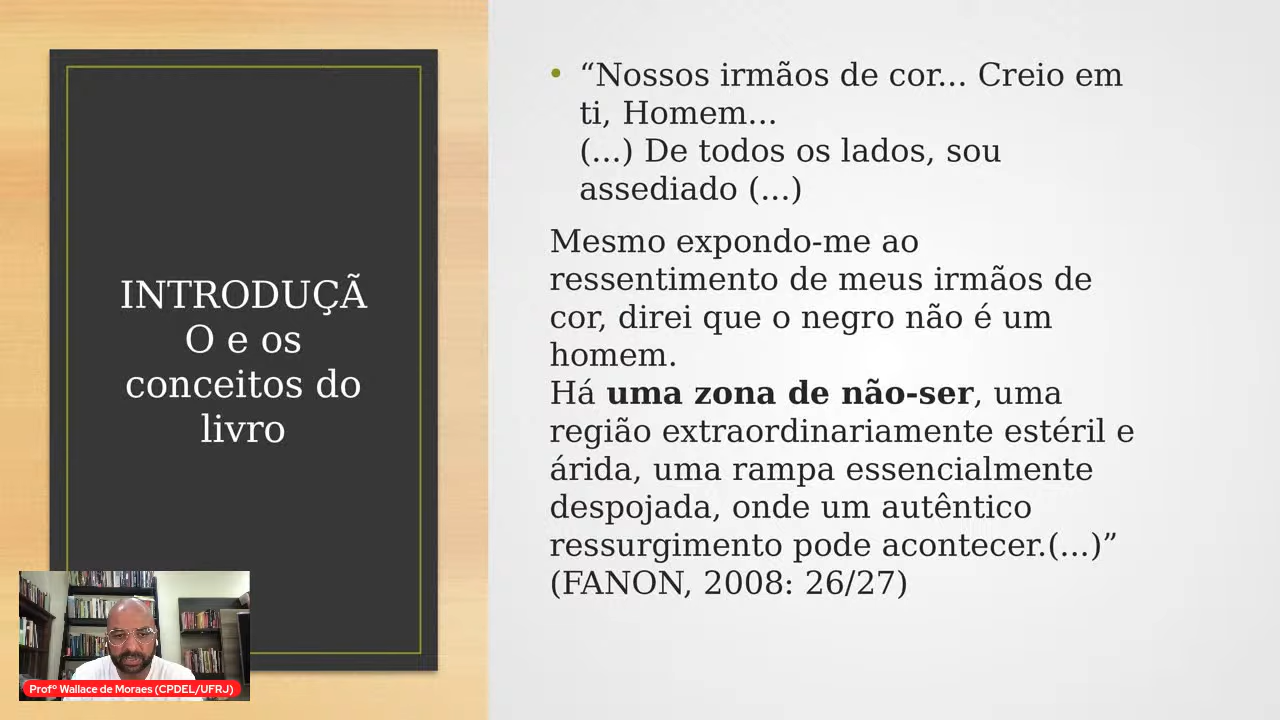 INTRODUÇÃ
O e os
conceitos do
livro
• “Nossos irmãos de cor... Creio em
ti, Homem...
(...) De todos os lados, sou
assediado (...)
Mesmo expondo-me ao
ressentimento de meus irmãos de
cor, direi que o negro não é um
homem.
Há uma zona de não-ser, uma
região extraordinariamente estéril e
árida, uma rampa essencialmente
despojada, onde um autêntico
ressurgimento pode acontecer.(...)”
(FANON, 2008: 26/27)
Profº Wallace de Moraes (CPDEL/UFRJ)